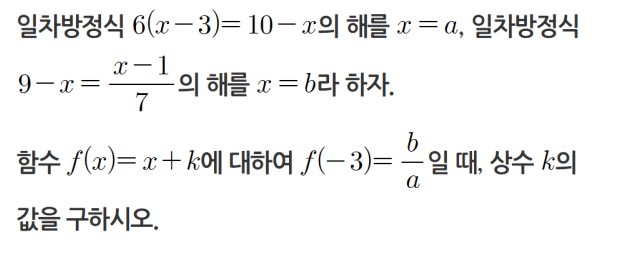 일차방정식 6(x－3)＝10－x의 해를 x＝a, 일차방정식
9－x＝(x－1)/7의 해를 x＝b라 하자.
함수 f(x)＝x＋k에 대하여 f(－3)＝b/a일 때, 상수 k의
값을 구하시오.